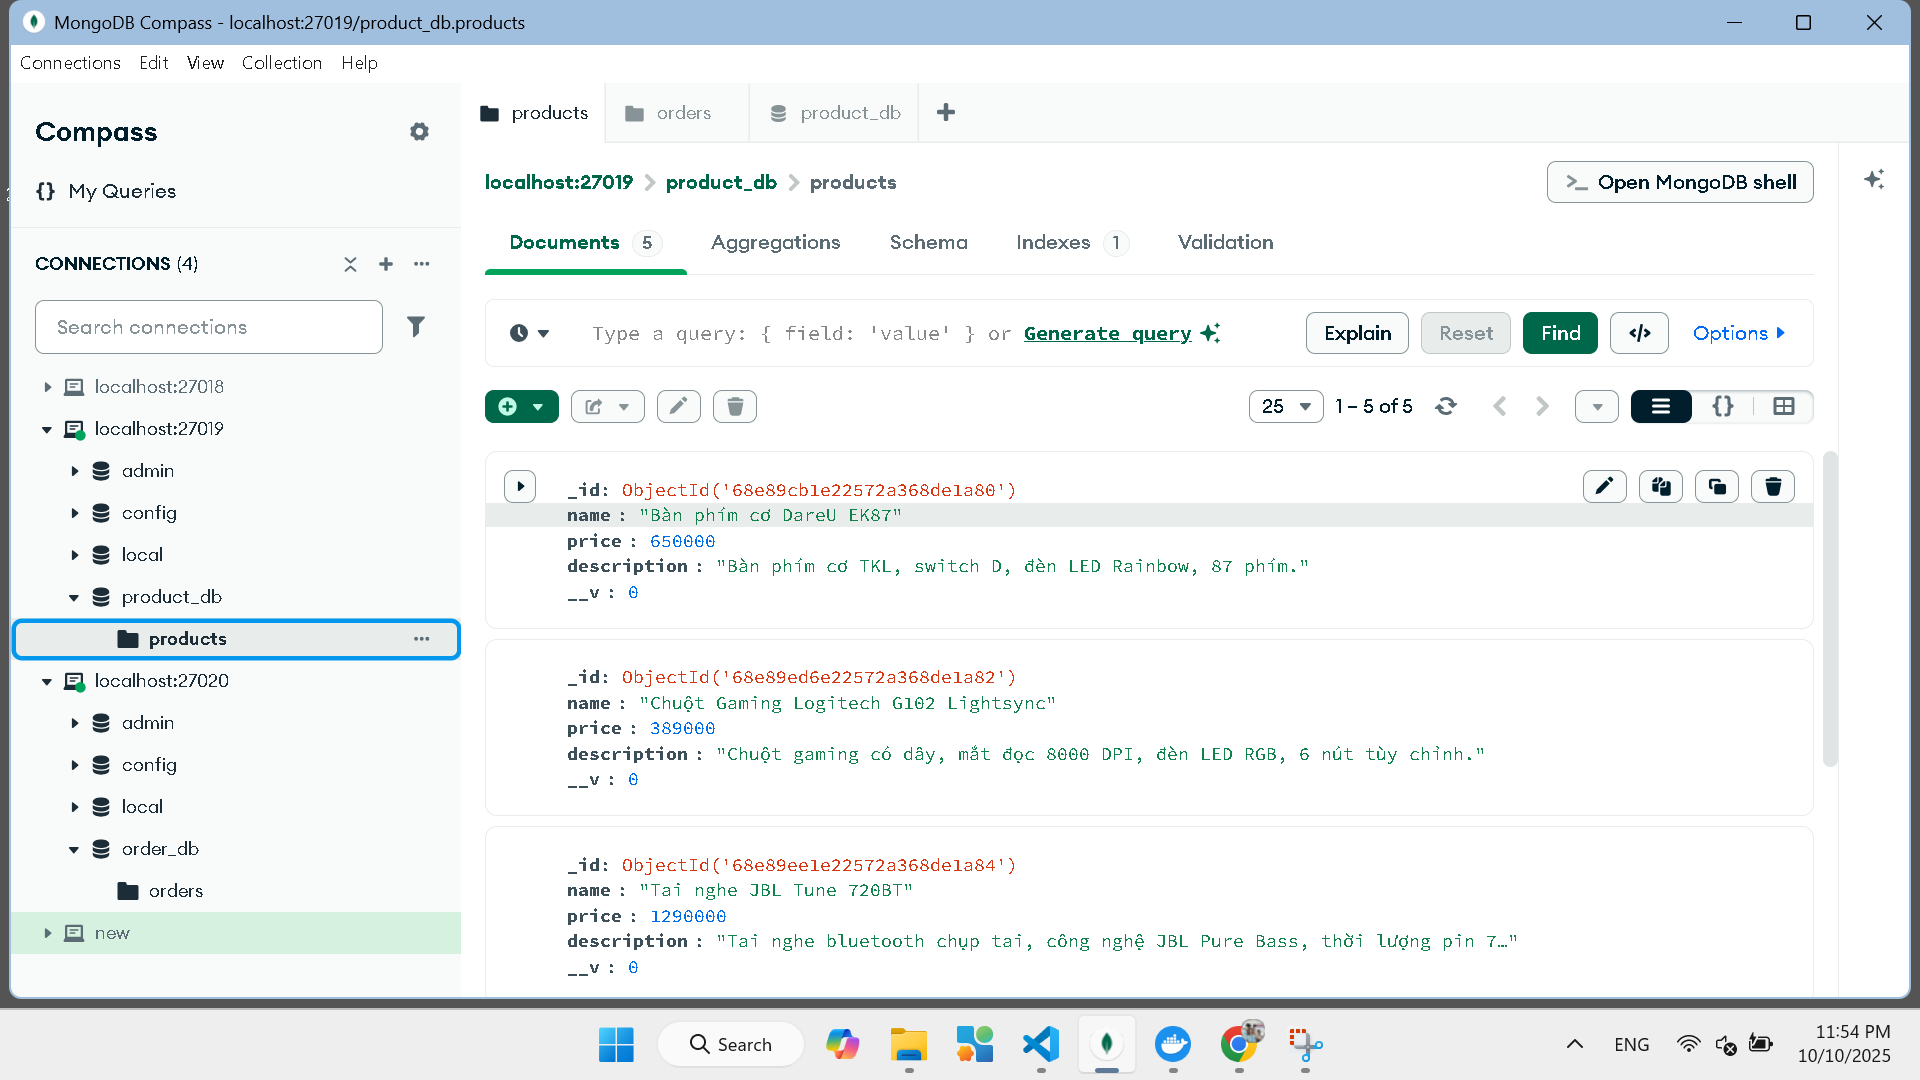 MongoDB Compass - localhost:27019/product_db.products
Connections Edit View Collection Help
Compass
My Queries
CONNECTIONS (4)
Search connections
localhost:27018
localhost:27019
admin
config
local
product_db
products
localhost:27020
admin
config
local
order_db
orders
new
products orders product_db
localhost:27019 > product_db > products
>_ Open MongoDB shell
Documents 5 Aggregations Schema Indexes 1 Validation
Type a query: { field: 'value' } or Generate query
Explain Reset Find </> Options
25 1 – 5 of 5 {}
_id: ObjectId('68e89cb1e22572a368de1a80')
name : "Bàn phím cơ DareU EK87"
price : 650000
description : "Bàn phím cơ TKL, switch D, đèn LED Rainbow, 87 phím."
__v : 0
_id: ObjectId('68e89ed6e22572a368de1a82')
name : "Chuột Gaming Logitech G102 Lightsync"
price : 389000
description : "Chuột gaming có dây, mắt đọc 8000 DPI, đèn LED RGB, 6 nút tùy chỉnh."
__v : 0
_id: ObjectId('68e89ee1e22572a368de1a84')
name : "Tai nghe JBL Tune 720BT"
price : 1290000
description : "Tai nghe bluetooth chụp tai, công nghệ JBL Pure Bass, thời lượng pin 7…"
__v : 0
Search
ENG
11:54 PM
10/10/2025